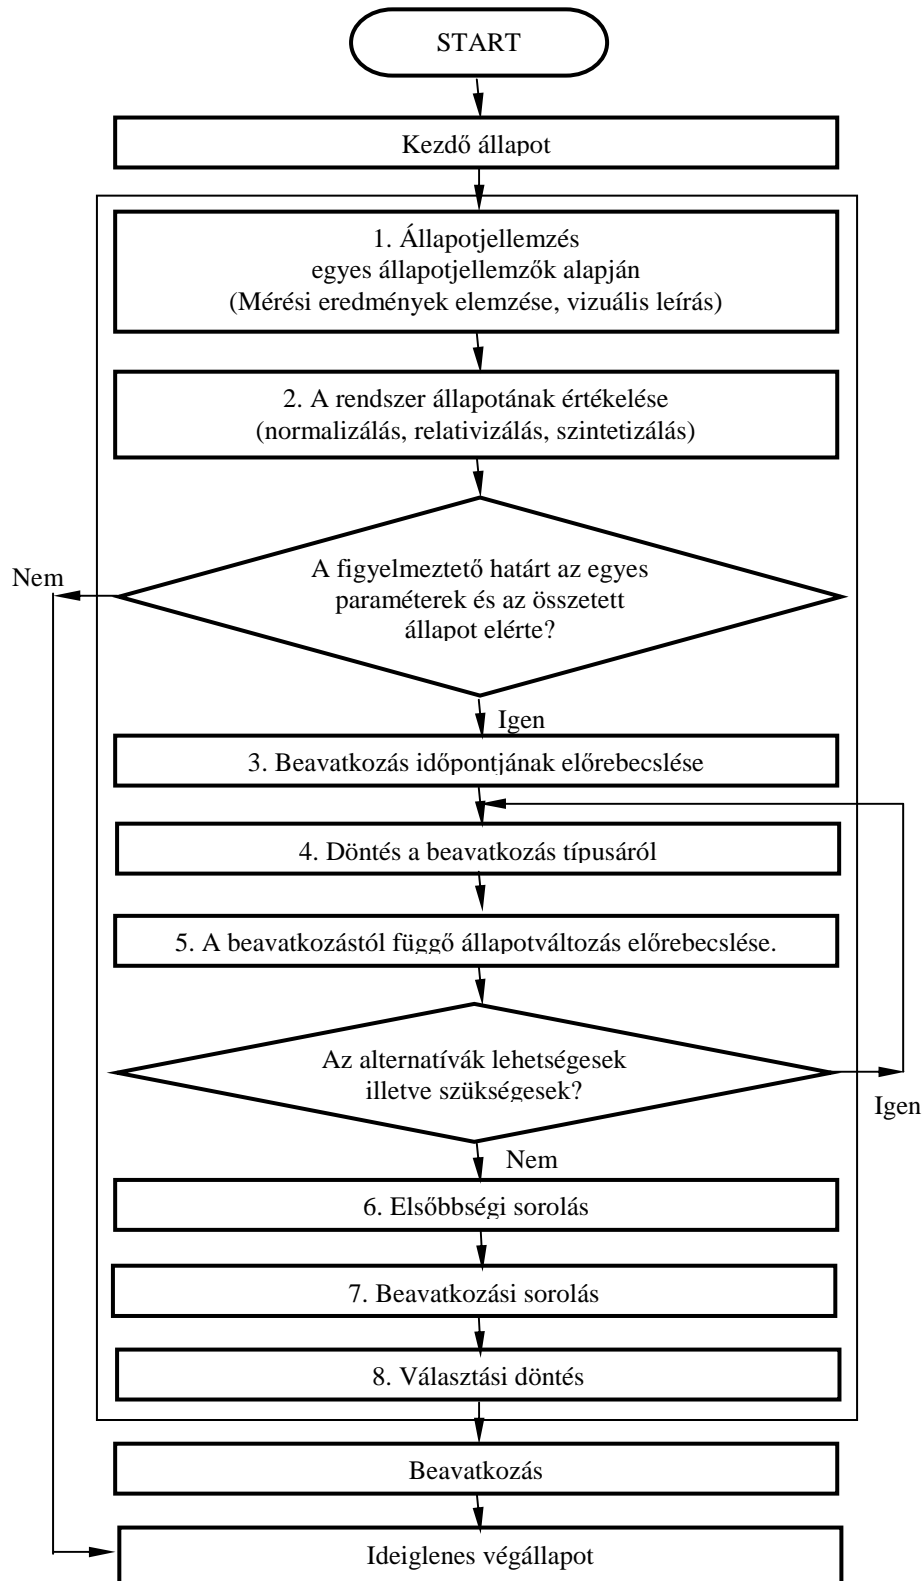 START
Kezdő állapot
1. Állapotjellemzés
egyes állapotjellemzők alapján
(Mérési eredmények elemzése, vizuális leírás)
2. A rendszer állapotának értékelése
(normalizálás, relativizálás, szintetizálás)
Nem
A figyelmeztető határt az egyes
paraméterek és az összetett
állapot elérte?
Igen
3. Beavatkozás időpontjának előrebecslése
4. Döntés a beavatkozás típusáról
5. A beavatkozástól függő állapotváltozás előrebecslése.
Az alternatívák lehetségesek
illetve szükségesek?
Igen
Nem
6. Elsőbbségi sorolás
7. Beavatkozási sorolás
8. Választási döntés
Beavatkozás
Ideiglenes végállapot